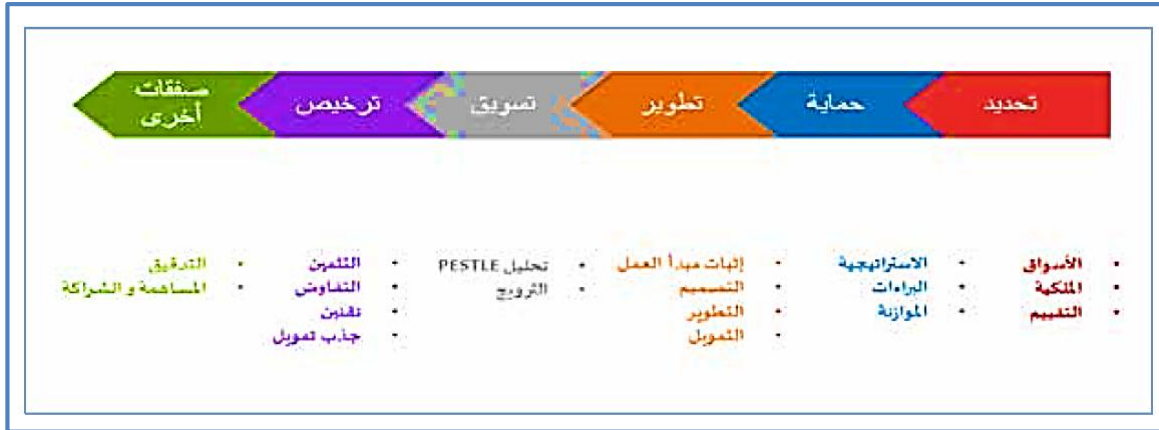 تحديد
حماية
تطوير
تسويق
ترخيص
صفقات
أخرى
• الأسواق
• الملكية
• التقييم
• الاستراتيجية
• البراءات
• الموازنة
• إثبات مبدأ العمل
• التصميم
• التطوير
• التمويل
• تحليل PESTLE
• الترويج
• التثمين
• التفاوض
• تقنين
• جذب تمويل
• التدقيق
• المساهمة و الشراكة